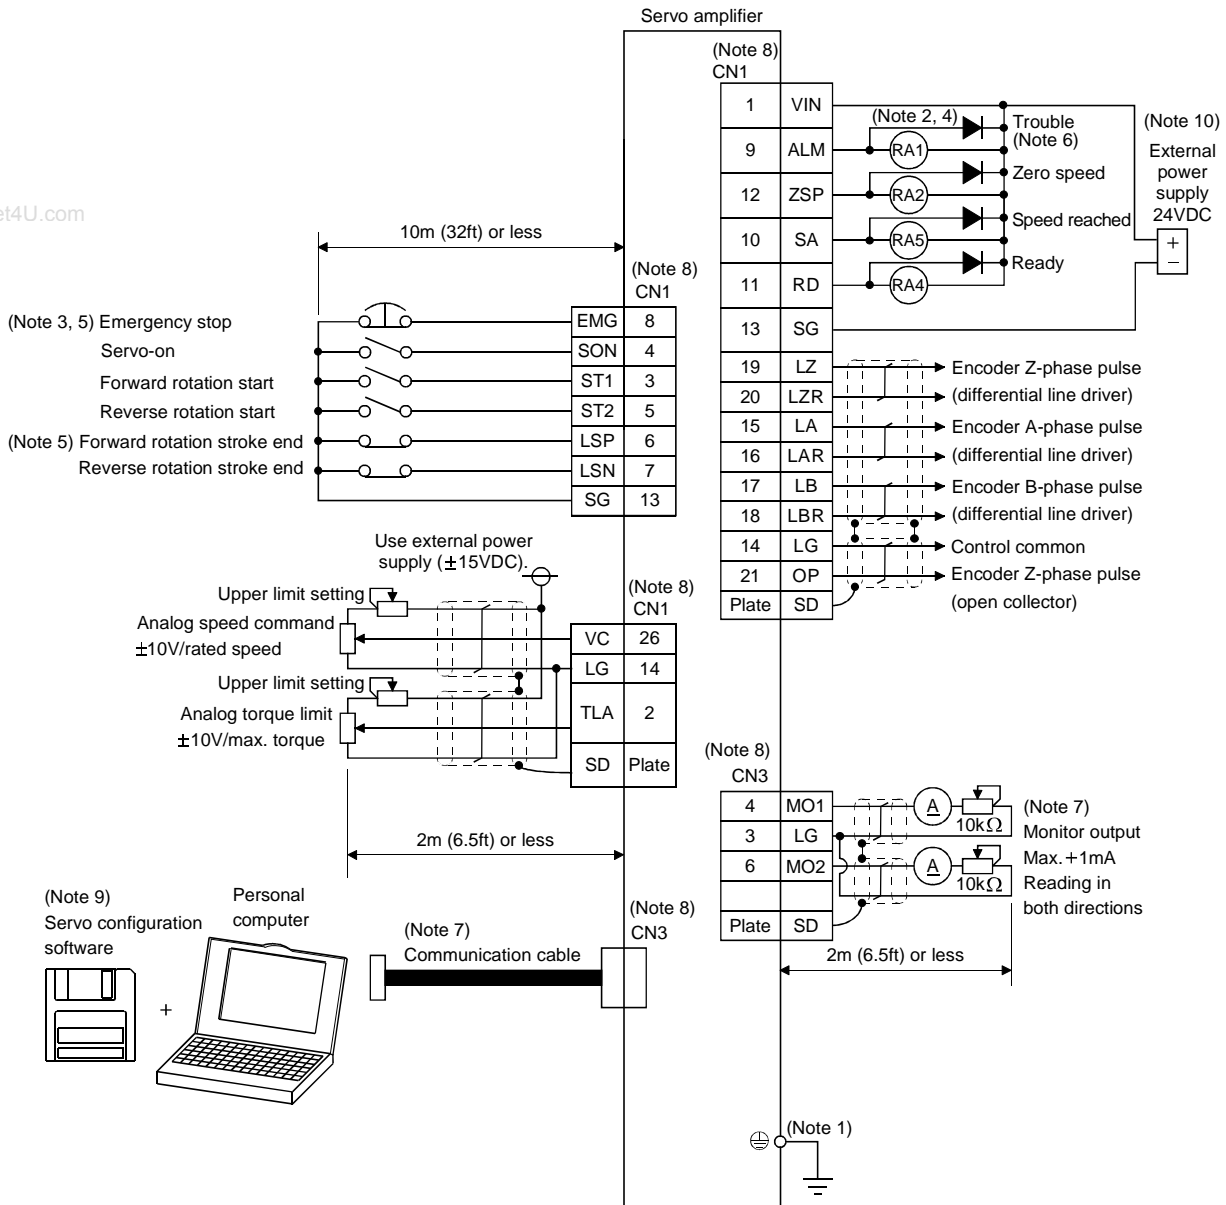 Servo amplifier
(Note 8)
CN1
1 VIN
9 ALM
12 ZSP
10 SA
11 RD
13 SG
19 LZ
20 LZR
15 LA
16 LAR
17 LB
18 LBR
14 LG
21 OP
Plate SD
(Note 2, 4)
RA1
RA2
RA5
RA4
Trouble
(Note 6)
Zero speed
Speed reached
Ready
(Note 10)
External
power
supply
24VDC
+
−
Encoder Z-phase pulse
(differential line driver)
Encoder A-phase pulse
(differential line driver)
Encoder B-phase pulse
(differential line driver)
Control common
Encoder Z-phase pulse
(open collector)
et4U.com
10m (32ft) or less
(Note 8)
CN1
(Note 3, 5) Emergency stop
Servo-on
Forward rotation start
Reverse rotation start
(Note 5) Forward rotation stroke end
Reverse rotation stroke end
EMG 8
SON 4
ST1 3
ST2 5
LSP 6
LSN 7
SG 13
Use external power
supply (±15VDC).
Upper limit setting
Analog speed command
±10V/rated speed
Upper limit setting
Analog torque limit
±10V/max. torque
(Note 8)
CN1
VC 26
LG 14
TLA 2
SD Plate
2m (6.5ft) or less
(Note 8)
CN3
4 MO1
3 LG
6 MO2
Plate SD
A
10kΩ
A
10kΩ
(Note 7)
Monitor output
Max.+1mA
Reading in
both directions
2m (6.5ft) or less
(Note 9)
Servo configuration
software
+
Personal
computer
(Note 7)
Communication cable
(Note 8)
CN3
(Note 1)